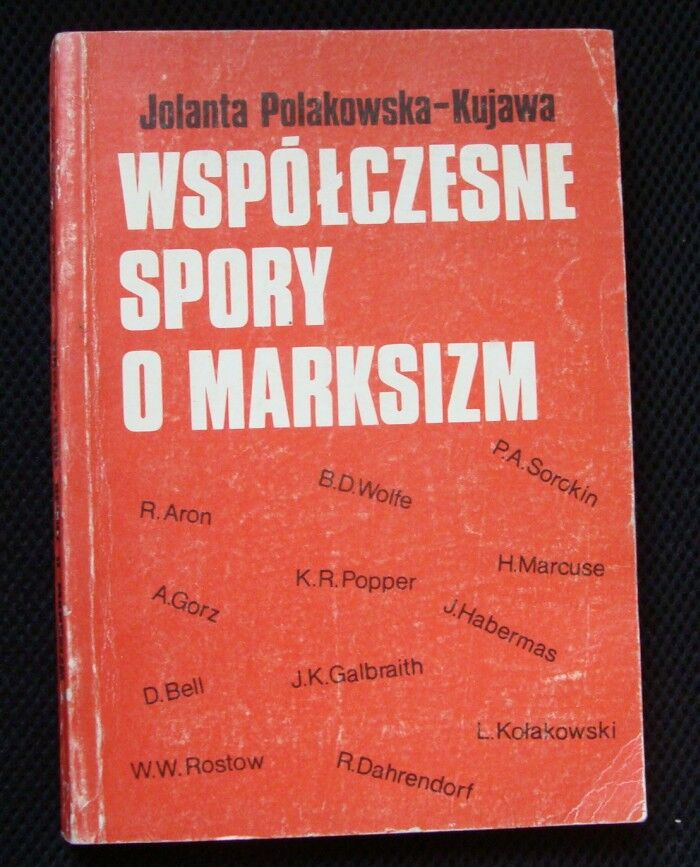 Jolanta Polakowska-Kujawa
WSPÓŁCZESNE
SPORY
O MARKSIZM
P.A.Sorokin
B.D.Wolfe
R.Aron
H.Marcuse
K.R.Popper
A.Gorz
J.Habermas
J.K.Galbraith
D.Bell
L.Kołakowski
W.W.Rostow
R.Dahrendorf